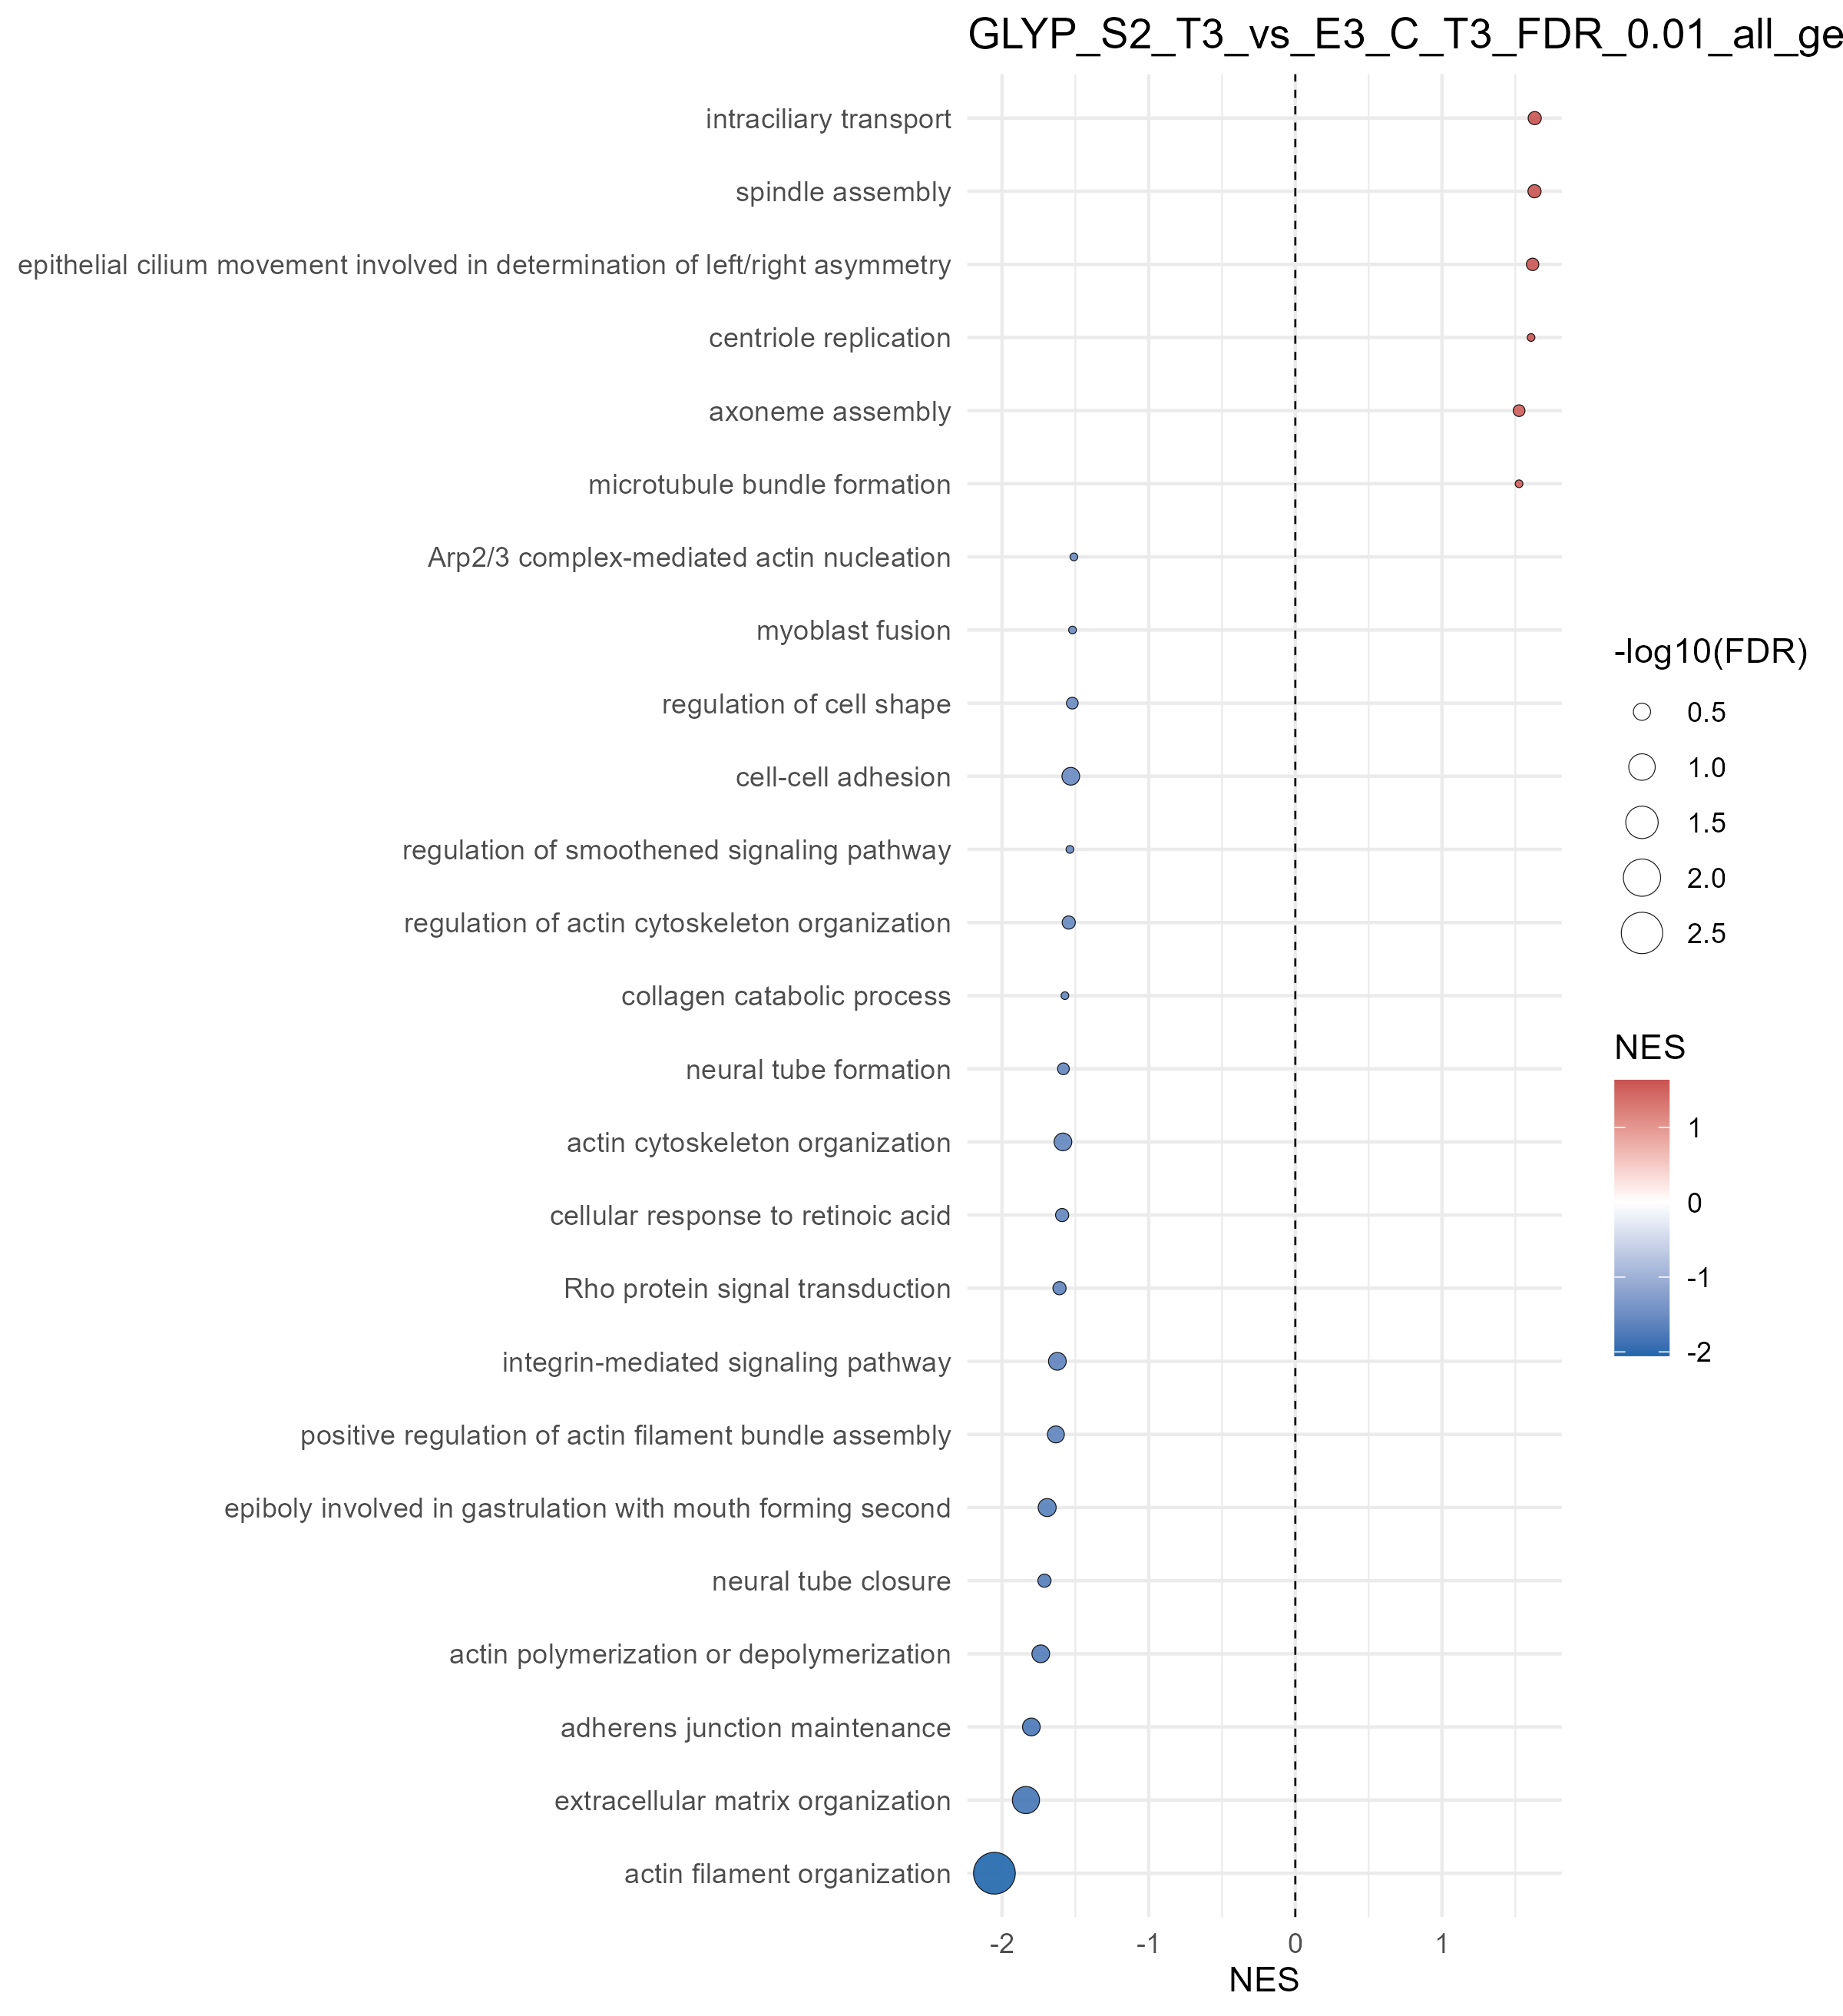 GLYP_S2_T3_vs_E3_C_T3_FDR_0.01_all_ge
intraciliary transport
spindle assembly
epithelial cilium movement involved in determination of left/right asymmetry
centriole replication
axoneme assembly
microtubule bundle formation
Arp2/3 complex-mediated actin nucleation
myoblast fusion
regulation of cell shape
cell-cell adhesion
regulation of smoothened signaling pathway
regulation of actin cytoskeleton organization
collagen catabolic process
neural tube formation
actin cytoskeleton organization
cellular response to retinoic acid
Rho protein signal transduction
integrin-mediated signaling pathway
positive regulation of actin filament bundle assembly
epiboly involved in gastrulation with mouth forming second
neural tube closure
actin polymerization or depolymerization
adherens junction maintenance
extracellular matrix organization
actin filament organization
-2 -1 0 1
NES
-log10(FDR)
0.5
1.0
1.5
2.0
2.5
NES
1
0
-1
-2